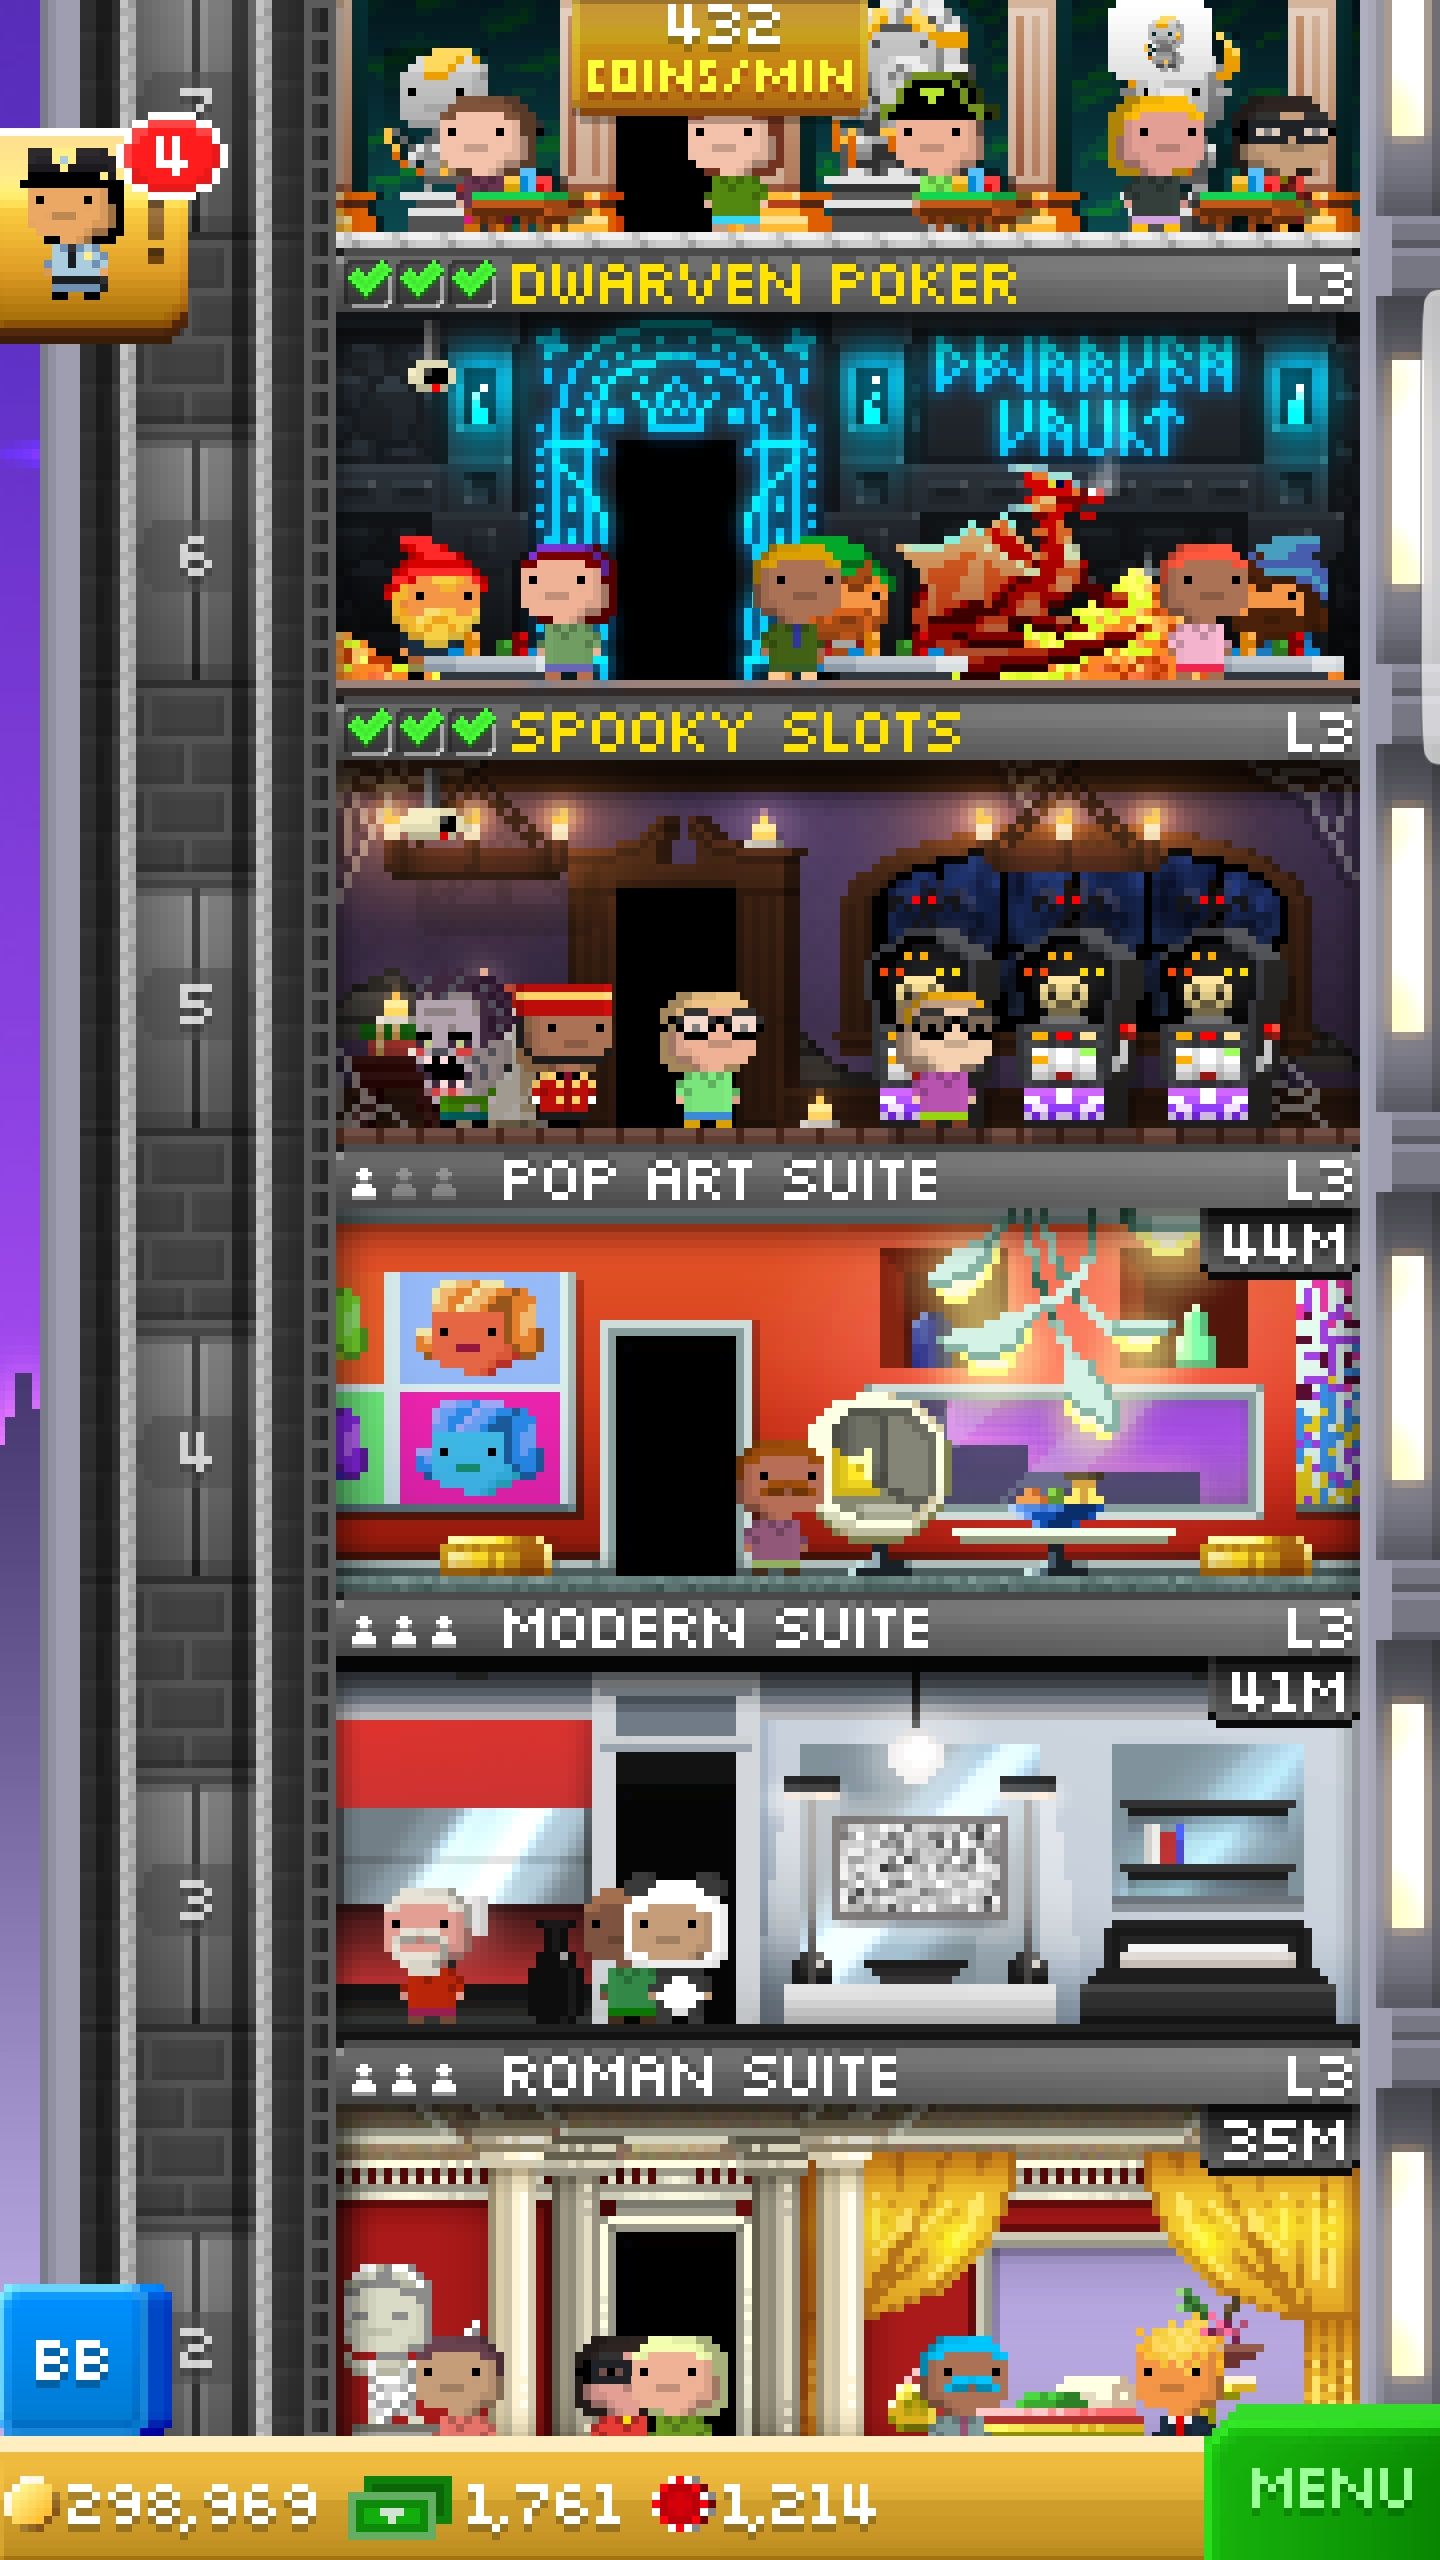 432
COINS/MIN
7
4
DWARVEN POKER L3
DWARVEN
VAULT
6
SPOOKY SLOTS L3
5
POP ART SUITE L3
44M
4
MODERN SUITE L3
41M
3
ROMAN SUITE L3
35M
BB
2
298,969 1,761 1,214
MENU